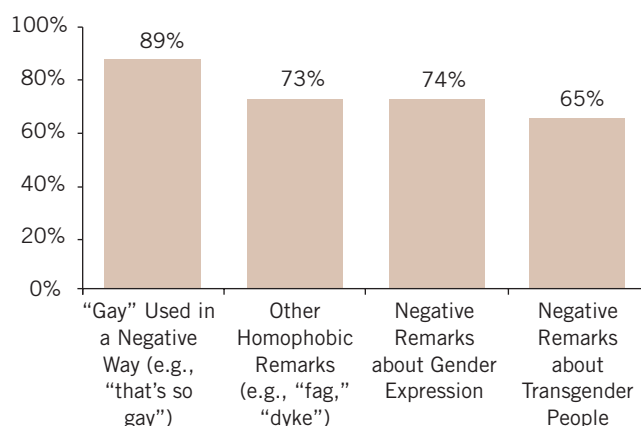 100%
80%
60%
40%
20%
0%
89%
73%
74%
65%
“Gay” Used in
a Negative
Way (e.g.,
“that’s so
gay”)
Other
Homophobic
Remarks
(e.g., “fag,”
“dyke”)
Negative
Remarks
about Gender
Expression
Negative
Remarks
about
Transgender
People